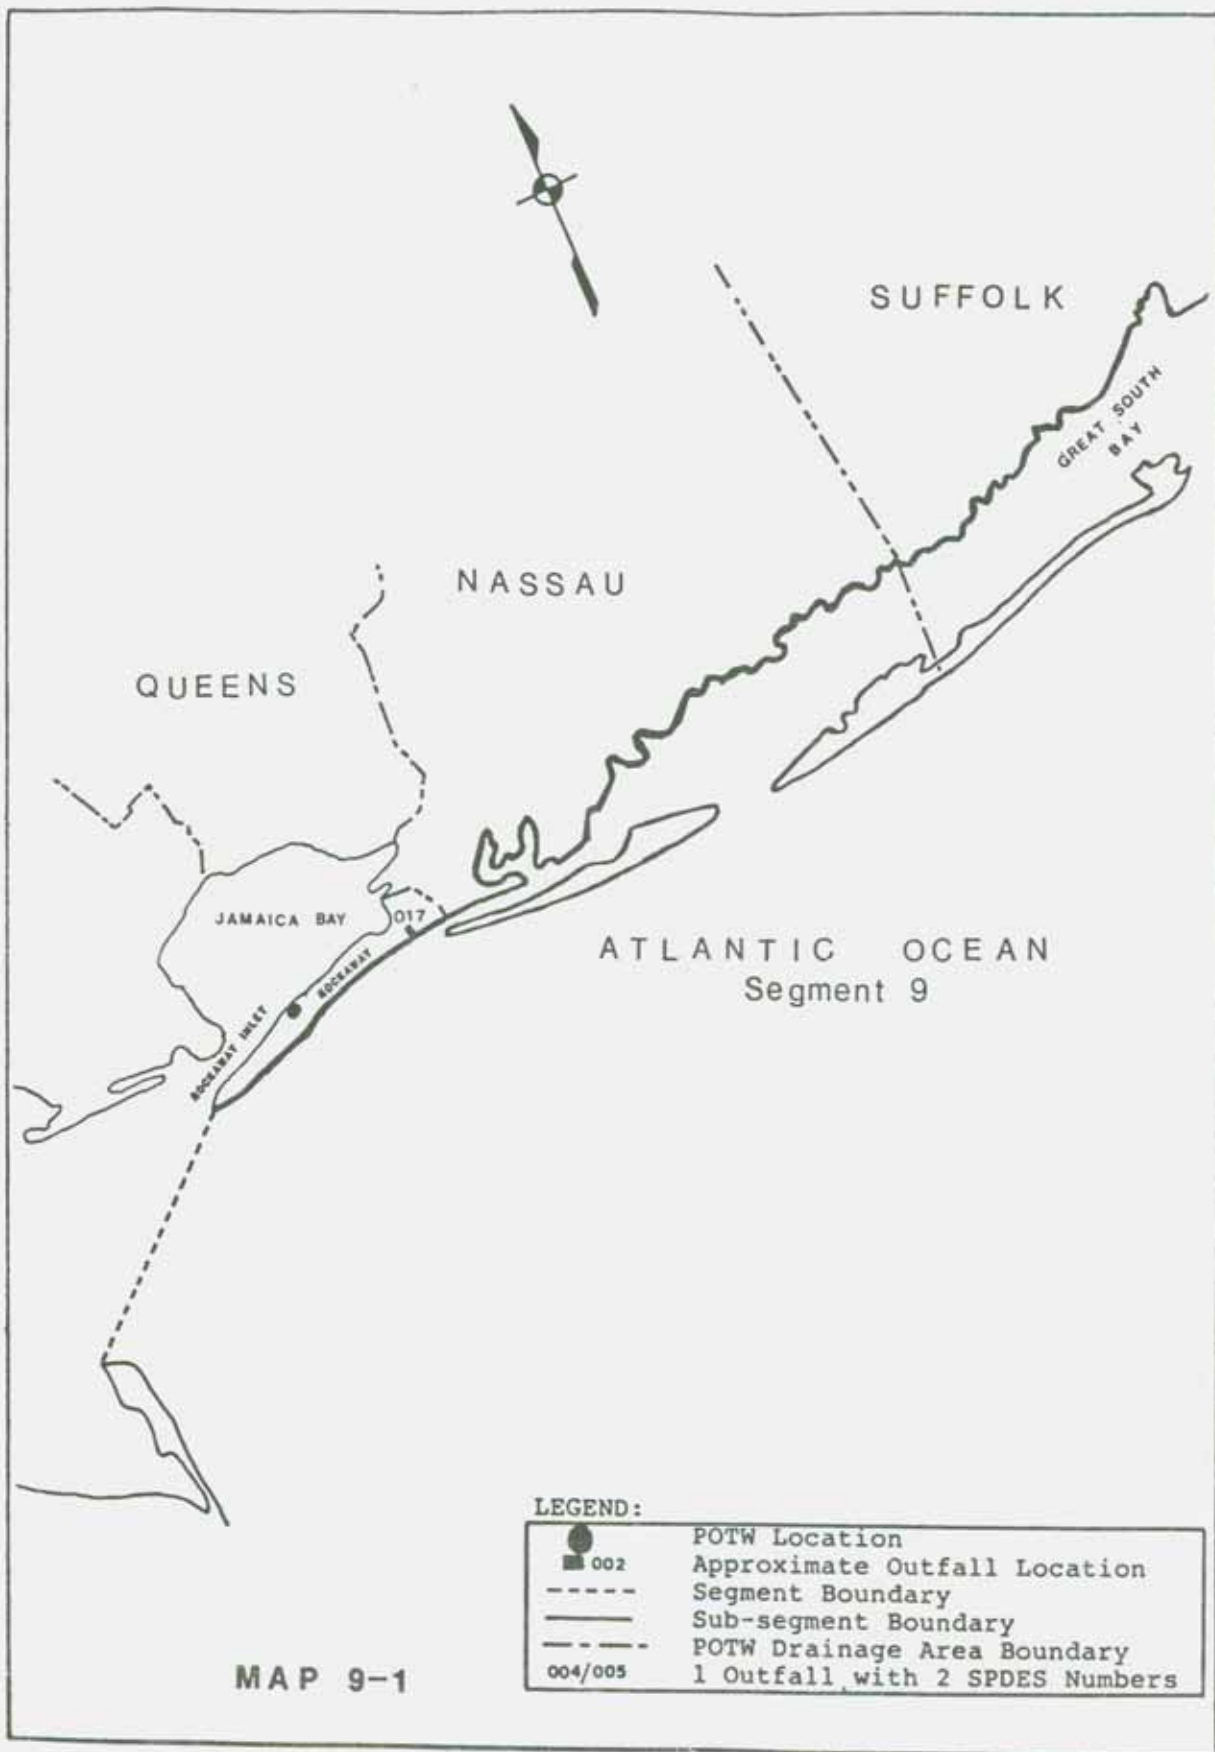 SUFFOLK
GREAT SOUTH
BAY
NASSAU
QUEENS
JAMAICA BAY
017
ROCKAWAY
ROCKAWAY INLET
ATLANTIC OCEAN
Segment 9
LEGEND:
POTW Location
002 Approximate Outfall Location
Segment Boundary
Sub-segment Boundary
POTW Drainage Area Boundary
004/005 1 Outfall with 2 SPDES Numbers
MAP 9-1